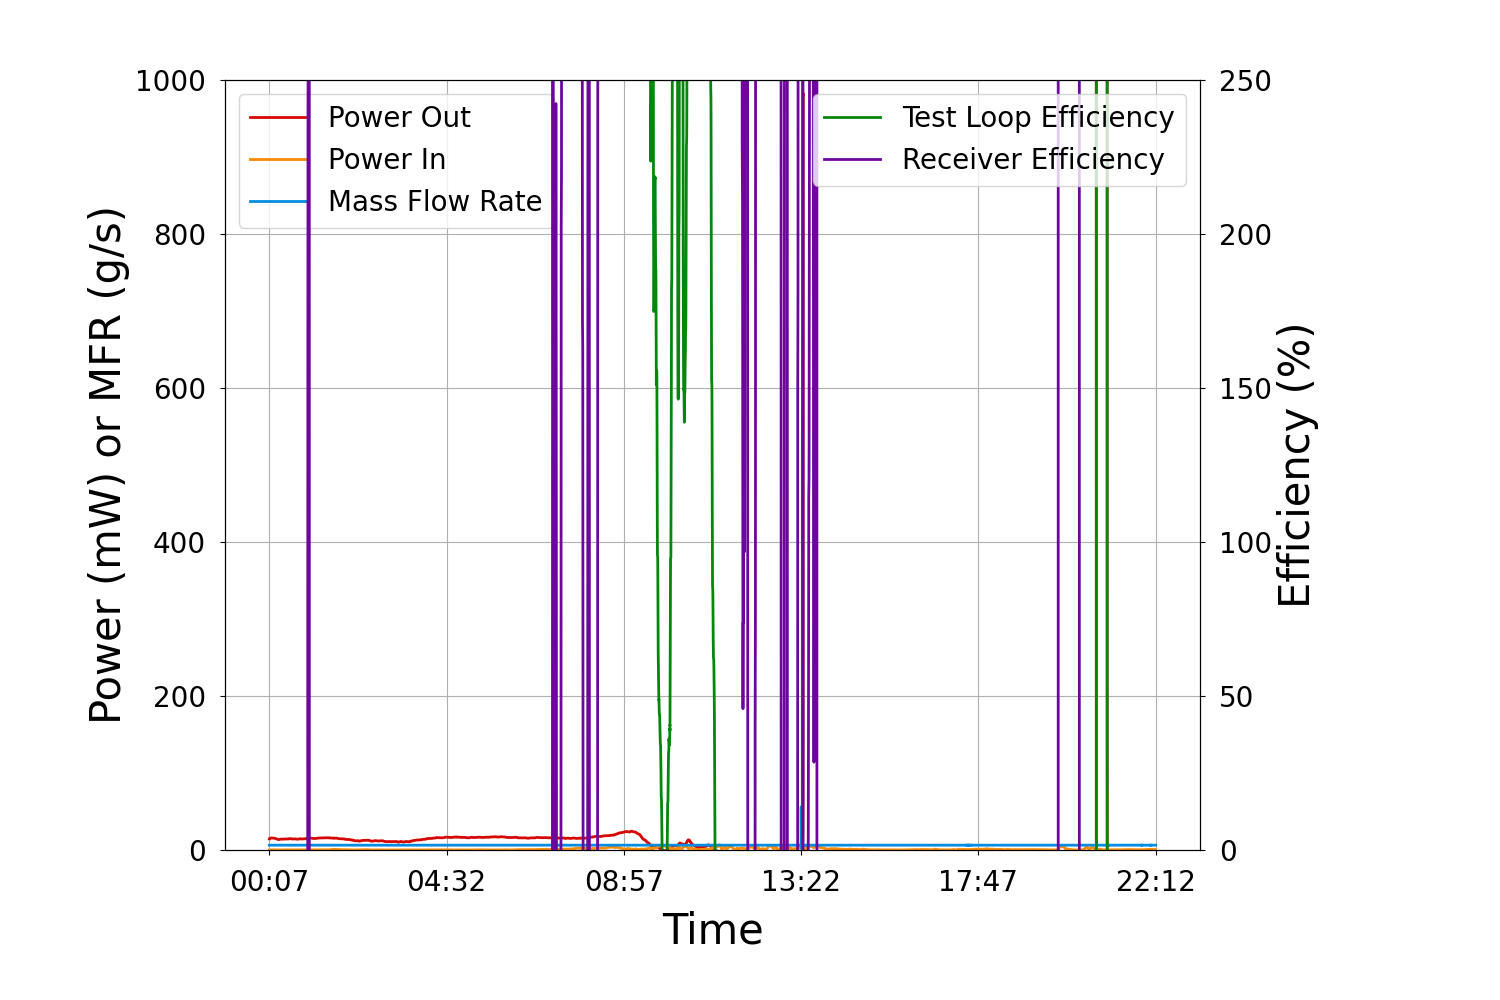 1000
800
600
400
200
0
Power (mW) or MFR (g/s)
Power Out
Power In
Mass Flow Rate
Test Loop Efficiency
Receiver Efficiency
250
200
150
100
50
0
Efficiency (%)
00:07 04:32 08:57 13:22 17:47 22:12
Time